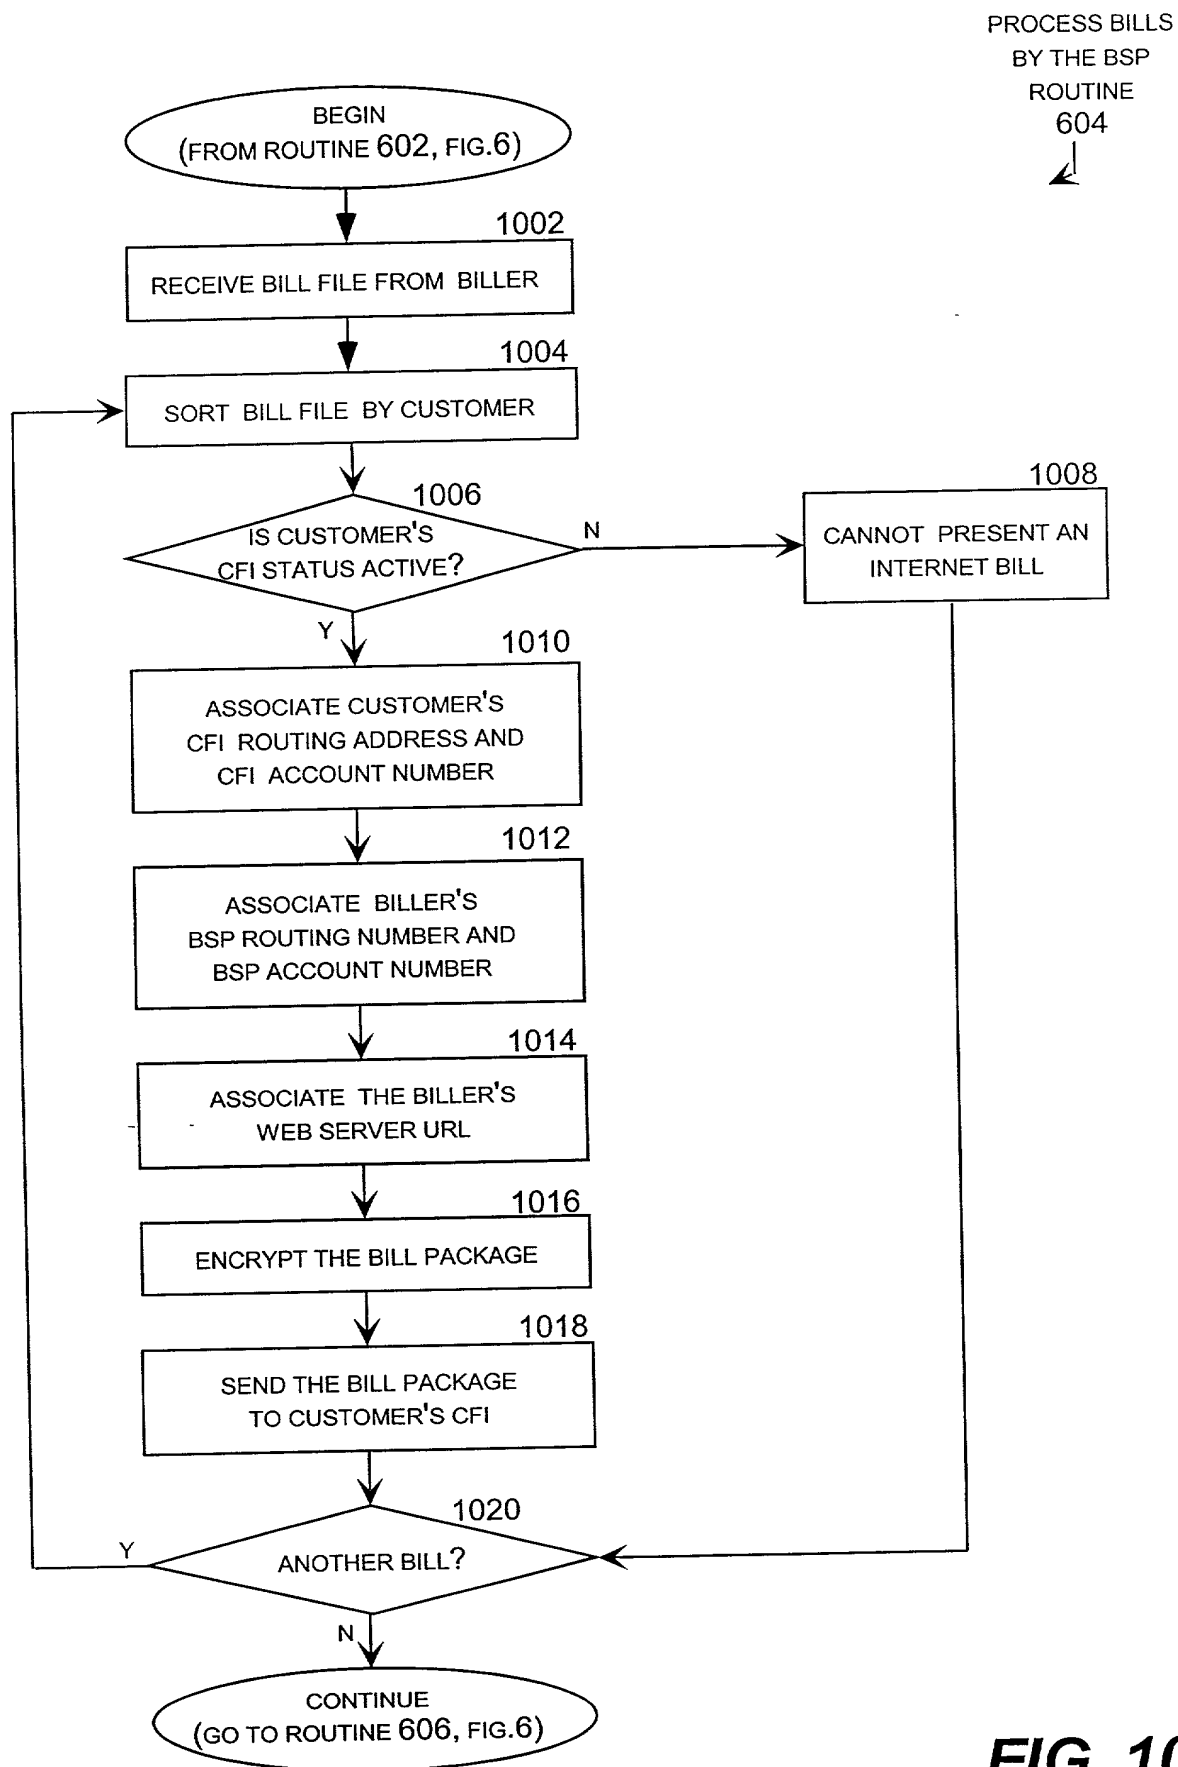 PROCESS BILLS
BY THE BSP
ROUTINE
604
BEGIN
(FROM ROUTINE 602, FIG.6)
1002
RECEIVE BILL FILE FROM BILLER
1004
SORT BILL FILE BY CUSTOMER
1006
IS CUSTOMER'S
CFI STATUS ACTIVE?
N
1008
CANNOT PRESENT AN
INTERNET BILL
Y
1010
ASSOCIATE CUSTOMER'S
CFI ROUTING ADDRESS AND
CFI ACCOUNT NUMBER
1012
ASSOCIATE BILLER'S
BSP ROUTING NUMBER AND
BSP ACCOUNT NUMBER
1014
ASSOCIATE THE BILLER'S
WEB SERVER URL
1016
ENCRYPT THE BILL PACKAGE
1018
SEND THE BILL PACKAGE
TO CUSTOMER'S CFI
1020
Y
ANOTHER BILL?
N
CONTINUE
(GO TO ROUTINE 606, FIG.6)
FIG. 10